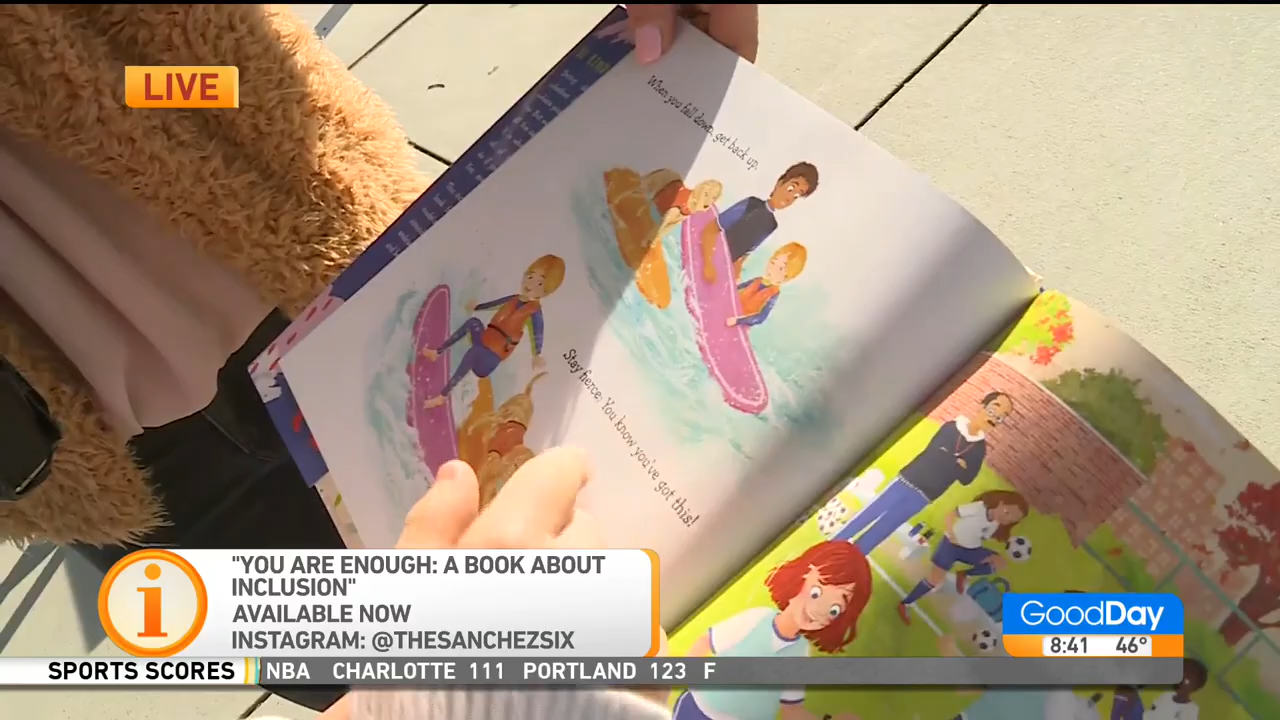 LIVE
When you fall down, get back up.
Stay fierce. You know you've got this!
"YOU ARE ENOUGH: A BOOK ABOUT
INCLUSION"
AVAILABLE NOW
INSTAGRAM: @THESANCHEZSIX
GoodDay
8:41 46°
SPORTS SCORES NBA CHARLOTTE 111 PORTLAND 123 F